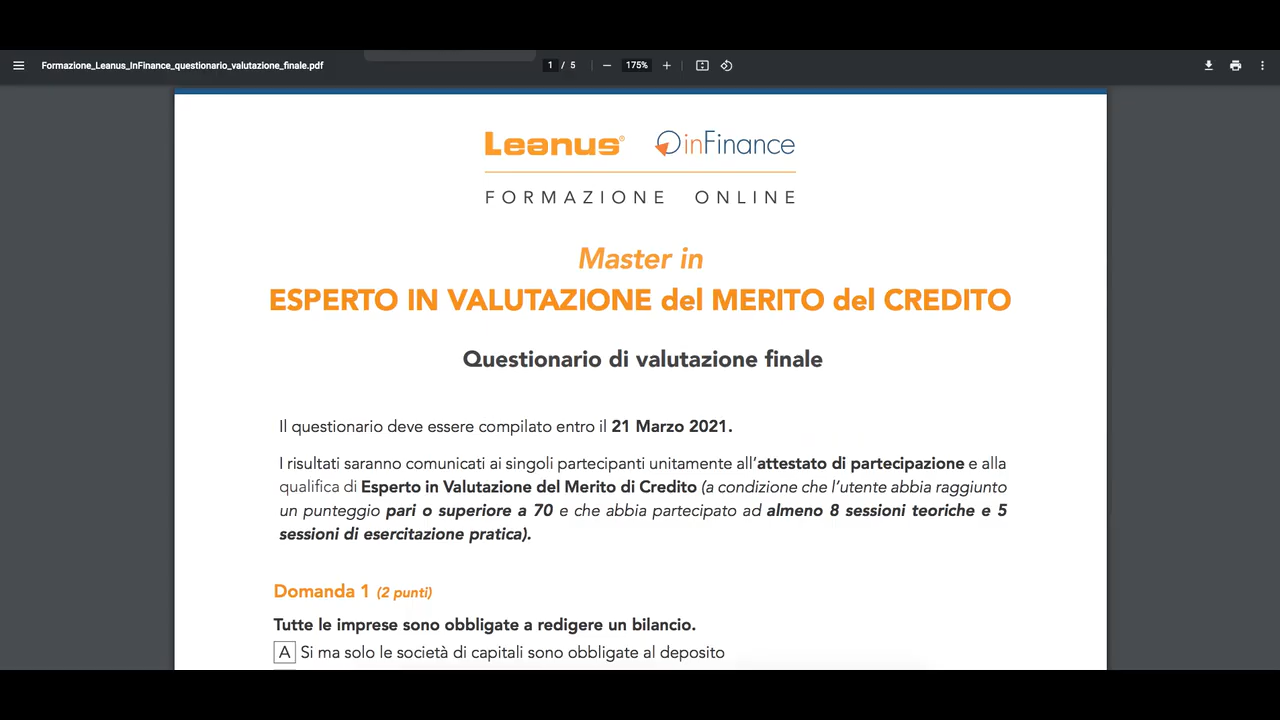 Formazione_Leanus_InFinance_questionario_valutazione_finale.pdf
1 / 5
175%
Leanus®
inFinance
FORMAZIONE ONLINE
Master in
ESPERTO IN VALUTAZIONE del MERITO del CREDITO
Questionario di valutazione finale
Il questionario deve essere compilato entro il 21 Marzo 2021.
I risultati saranno comunicati ai singoli partecipanti unitamente all'attestato di partecipazione e alla
qualifica di Esperto in Valutazione del Merito di Credito (a condizione che l'utente abbia raggiunto
un punteggio pari o superiore a 70 e che abbia partecipato ad almeno 8 sessioni teoriche e 5
sessioni di esercitazione pratica).
Domanda 1 (2 punti)
Tutte le imprese sono obbligate a redigere un bilancio.
A Si ma solo le società di capitali sono obbligate al deposito